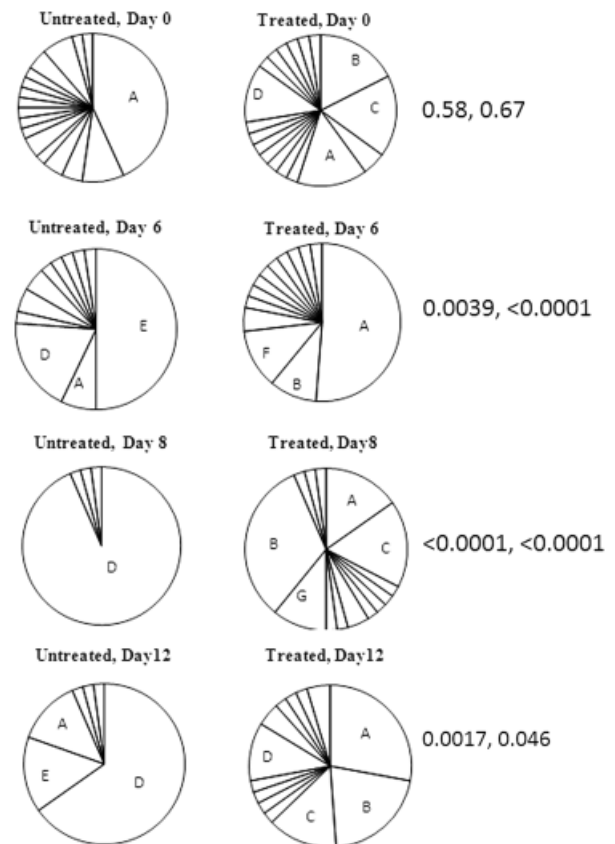 Untreated, Day 0
Treated, Day 0
A
B
C
A
D
0.58, 0.67
Untreated, Day 6
Treated, Day 6
E
D
A
A
F
B
0.0039, <0.0001
Untreated, Day 8
Treated, Day8
D
A
B
C
G
<0.0001, <0.0001
Untreated, Day12
Treated, Day12
A
E
D
A
D
C
B
0.0017, 0.046